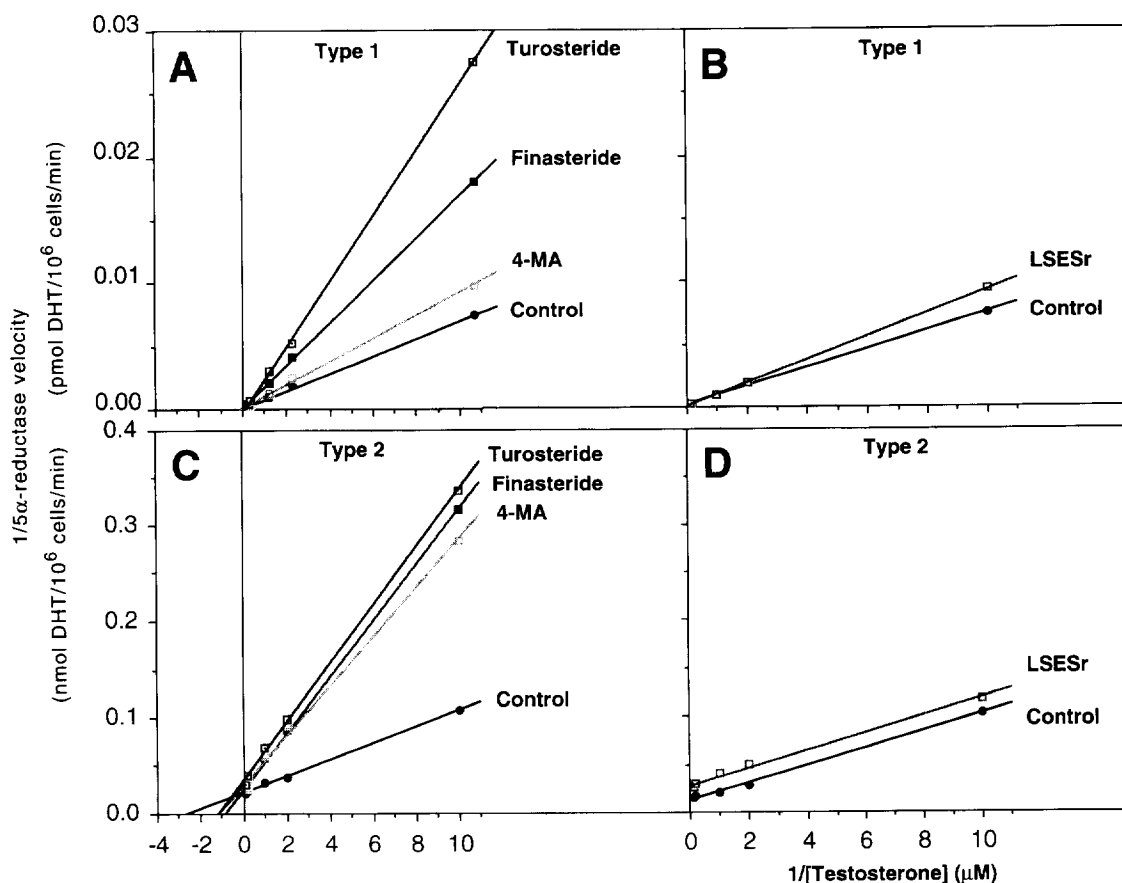 A
Type 1
Turosteride
Finasteride
4-MA
Control
0.03
0.02
0.01
0.00
B
Type 1
LSESr
Control
1/5α-reductase velocity
(pmol DHT/10⁶ cells/min)
(nmol DHT/10⁶ cells/min)
C
Type 2
Turosteride
Finasteride
4-MA
Control
0.4
0.3
0.2
0.1
0.0
-4 -2 0 2 4 6 8 10
D
Type 2
LSESr
Control
0 2 4 6 8 10
1/[Testosterone] (μM)